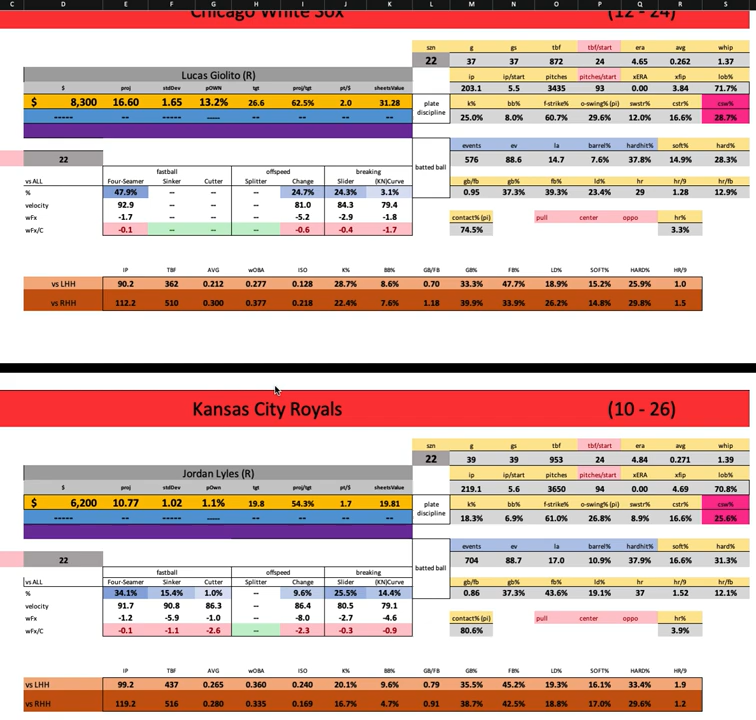 C D E F G H I J K L M N O P Q R S
Chicago White Sox (12 - 24)
szn g gs tbf tbf/start era avg whip
22 37 37 872 24 4.65 0.262 1.37
Lucas Giolito (R) ip ip/start pitches pitches/start xERA xfip lob%
203.1 5.5 3435 93 0.00 3.84 71.7%
$ proj stdDev pOWN tgt proj/tgt pt/$ sheetsValue
$ 8,300 16.60 1.65 13.2% 26.6 62.5% 2.0 31.28 plate discipline k% bb% f-strike% o-swing% (pi) swstr% cstr% csw%
----- -- -- ---- -- -- -- -- 25.0% 8.0% 60.7% 29.6% 12.0% 16.6% 28.7%
batted ball events ev la barrel% hardhit% soft% hard%
22 576 88.6 14.7 7.6% 37.8% 14.9% 28.3%
fastball offspeed breaking
vs ALL Four-Seamer Sinker Cutter Splitter Change Slider (KN)Curve gb/fb gb% fb% ld% hr hr/9 hr/fb
% 47.9% -- -- -- 24.7% 24.3% 3.1% 0.95 37.3% 39.3% 23.4% 29 1.28 12.9%
velocity 92.9 -- -- -- 81.0 84.3 79.4
wFx -1.7 -- -- -- -5.2 -2.9 -1.8 contact% (pi) pull center oppo hr%
wFx/C -0.1 -- -- -- -0.6 -0.4 -1.7 74.5% 3.3%
IP TBF AVG wOBA ISO K% BB% GB/FB GB% FB% LD% SOFT% HARD% HR/9
vs LHH 90.2 362 0.212 0.277 0.128 28.7% 8.6% 0.70 33.3% 47.7% 18.9% 15.2% 25.9% 1.0
vs RHH 112.2 510 0.300 0.377 0.218 22.4% 7.6% 1.18 39.9% 33.9% 26.2% 14.8% 29.8% 1.5
Kansas City Royals (10 - 26)
szn g gs tbf tbf/start era avg whip
22 39 39 953 24 4.84 0.271 1.39
Jordan Lyles (R) ip ip/start pitches pitches/start xERA xfip lob%
219.1 5.6 3650 94 0.00 4.69 70.8%
$ proj stdDev pOwn tgt proj/tgt pt/$ sheetsValue
$ 6,200 10.77 1.02 1.1% 19.8 54.3% 1.7 19.81 plate discipline k% bb% f-strike% o-swing% (pi) swstr% cstr% csw%
----- -- -- ---- -- -- -- -- 18.3% 6.9% 61.0% 26.8% 8.9% 16.6% 25.6%
batted ball events ev la barrel% hardhit% soft% hard%
22 704 88.7 17.0 10.9% 37.9% 16.6% 31.3%
fastball offspeed breaking
vs ALL Four-Seamer Sinker Cutter Splitter Change Slider (KN)Curve gb/fb gb% fb% ld% hr hr/9 hr/fb
% 34.1% 15.4% 1.0% -- 9.6% 25.5% 14.4% 0.86 37.3% 43.6% 19.1% 37 1.52 12.1%
velocity 91.7 90.8 86.3 -- 86.4 80.5 79.1
wFx -1.2 -5.9 -1.0 -- -8.0 -2.7 -4.6 contact% (pi) pull center oppo hr%
wFx/C -0.1 -1.1 -2.6 -- -2.3 -0.3 -0.9 80.6% 3.9%
IP TBF AVG wOBA ISO K% BB% GB/FB GB% FB% LD% SOFT% HARD% HR/9
vs LHH 99.2 437 0.265 0.360 0.240 20.1% 9.6% 0.79 35.5% 45.2% 19.3% 16.1% 33.4% 1.9
vs RHH 119.2 516 0.280 0.335 0.169 16.7% 4.7% 0.91 38.7% 42.5% 18.8% 17.0% 29.6% 1.2